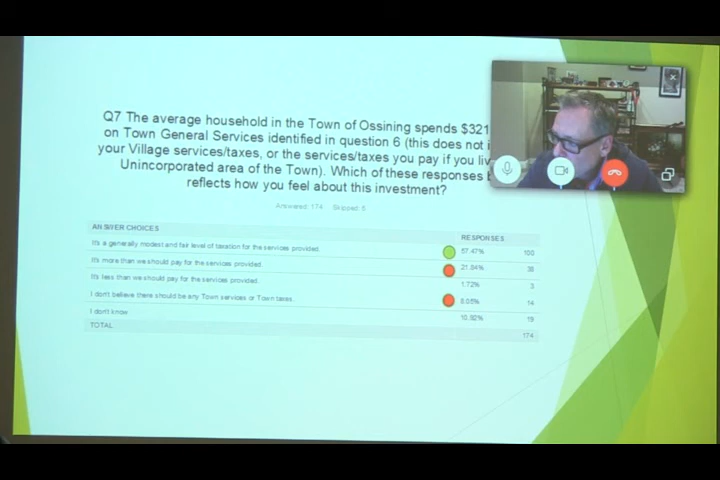 Q7 The average household in the Town of Ossining spends $321
on Town General Services identified in question 6 (this does not i
your Village services/taxes, or the services/taxes you pay if you liv
Unincorporated area of the Town). Which of these responses b
reflects how you feel about this investment?
Answered: 174 Skipped: 5
ANSWER CHOICES RESPONSES
It's a generally modest and fair level of taxation for the services provided. 57.47% 100
It's more than we should pay for the services provided. 21.84% 38
It's less than we should pay for the services provided. 1.72% 3
I don't believe there should be any Town services or Town taxes. 8.05% 14
I don't know 10.92% 19
TOTAL 174